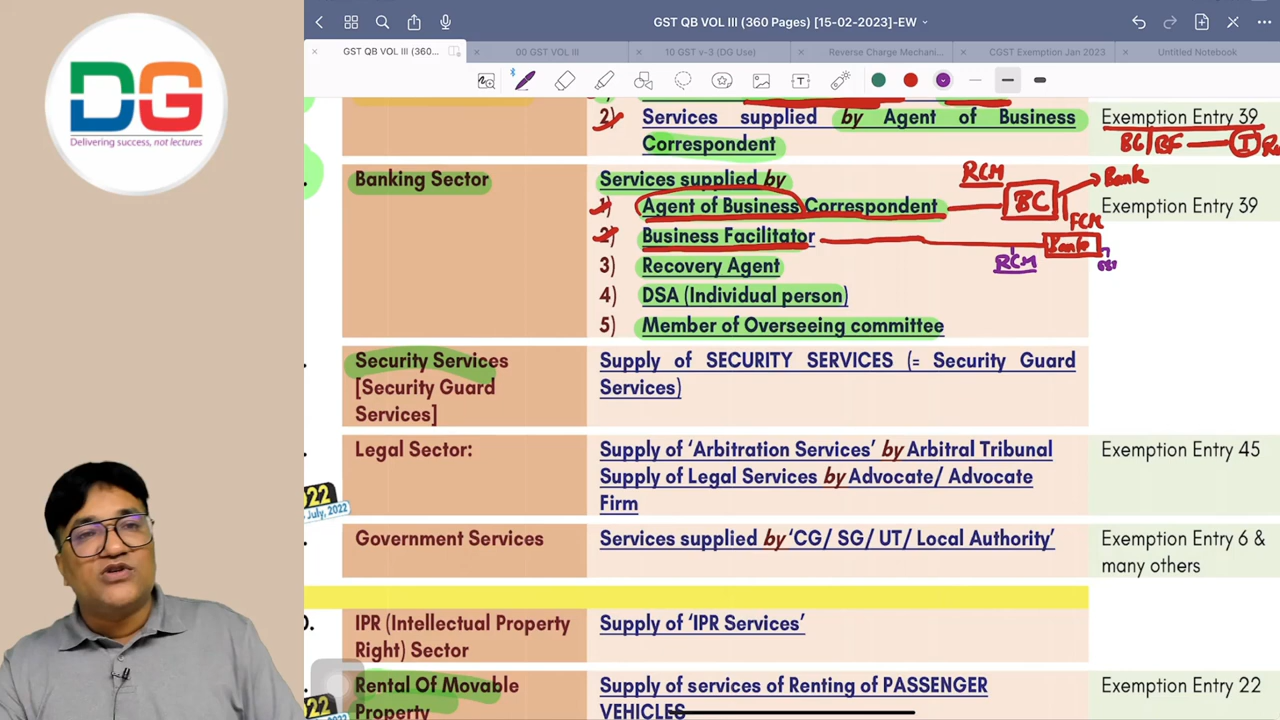 GST QB VOL III (360 Pages) [15-02-2023]-EW
GST QB VOL III (360...
00 GST VOL III
10 GST v-3 (DG Use)
Reverse Charge Mechani...
CGST Exemption Jan 2023
Untitled Notebook
DG
Delivering success, not lectures
2) Services supplied by Agent of Business Correspondent
Exemption Entry 39
BC/BF I
Banking Sector
Services supplied by
1) Agent of Business Correspondent
RCM
BC
Bank
FCM
Exemption Entry 39
2) Business Facilitator
Bank
RCM
3) Recovery Agent
4) DSA (Individual person)
5) Member of Overseeing committee
Security Services
[Security Guard
Services]
Supply of SECURITY SERVICES (= Security Guard
Services)
Legal Sector:
Supply of ‘Arbitration Services’ by Arbitral Tribunal
Supply of Legal Services by Advocate/ Advocate
Firm
Exemption Entry 45
22
July, 2022
Government Services
Services supplied by ‘CG/ SG/ UT/ Local Authority’
Exemption Entry 6 &
many others
IPR (Intellectual Property
Right) Sector
Supply of ‘IPR Services’
Rental Of Movable
Property
Supply of services of Renting of PASSENGER
VEHICLES
Exemption Entry 22
22